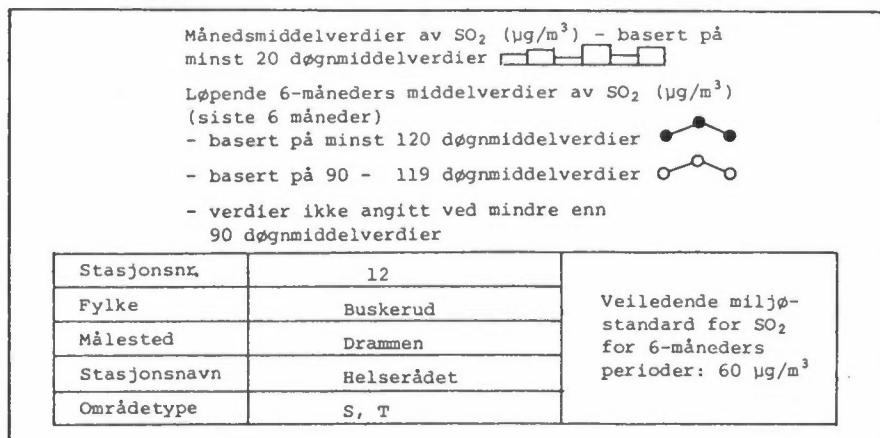 Månedsmiddelverdier av SO₂ (µg/m³) - basert på
minst 20 døgnmiddelverdier
Løpende 6-måneders middelverdier av SO₂ (µg/m³)
(siste 6 måneder)
- basert på minst 120 døgnmiddelverdier
- basert på 90 - 119 døgnmiddelverdier
- verdier ikke angitt ved mindre enn
90 døgnmiddelverdier
Stasjonsnr. 12
Fylke Buskerud
Målested Drammen
Stasjonsnavn Helserådet
Områdetype S, T
Veiledende miljø-
standard for SO₂
for 6-måneders
perioder: 60 µg/m³